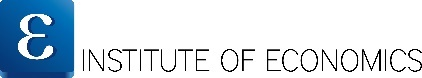 ε INSTITUTE OF ECONOMICS